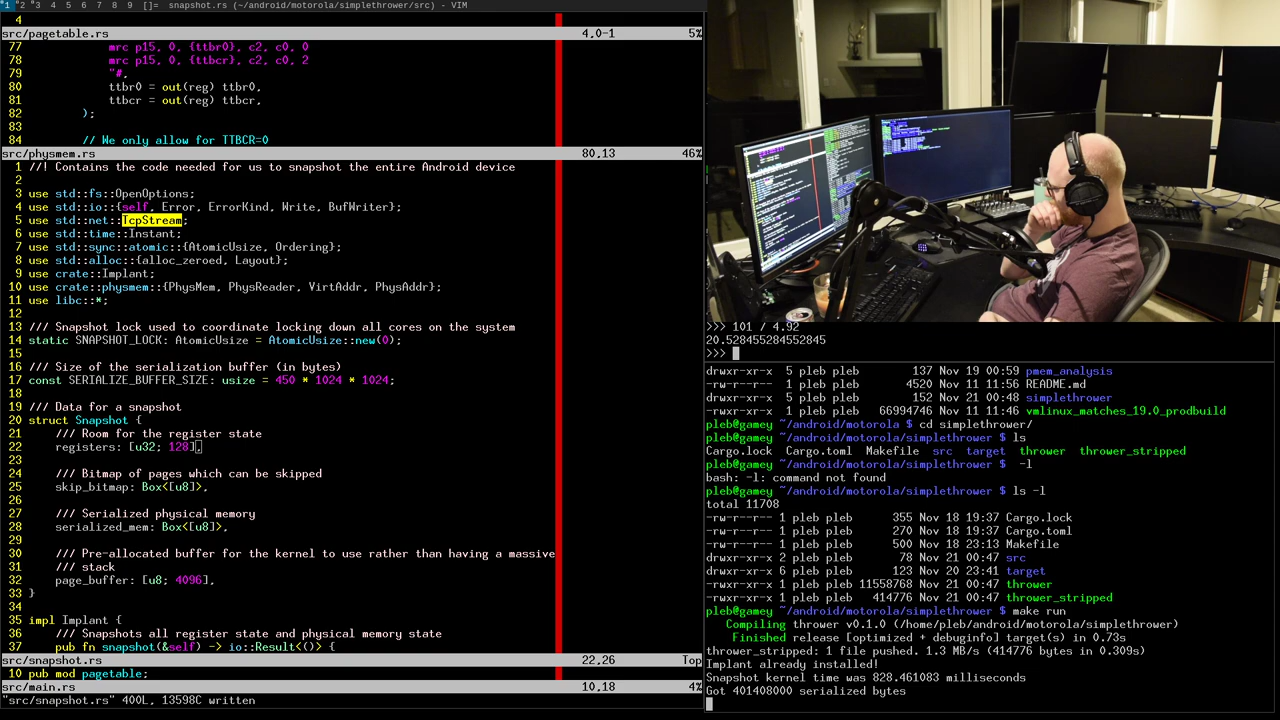 1 2 3 4 5 6 7 8 9 []= snapshot.rs (~/android/motorola/simplethrower/src) - VIM
4
src/pagetable.rs 4,0-1 5%
77 mrc p15, 0, {ttbr0}, c2, c0, 0
78 mrc p15, 0, {ttbcr}, c2, c0, 2
79 "#,
80 ttbr0 = out(reg) ttbr0,
81 ttbcr = out(reg) ttbcr,
82 );
83
84 // We only allow for TTBCR=0
src/physmem.rs 80,13 46%
1 //! Contains the code needed for us to snapshot the entire Android device
2
3 use std::fs::OpenOptions;
4 use std::io::{self, Error, ErrorKind, Write, BufWriter};
5 use std::net::TcpStream;
6 use std::time::Instant;
7 use std::sync::atomic::{AtomicUsize, Ordering};
8 use std::alloc::{alloc_zeroed, Layout};
9 use crate::Implant;
10 use crate::physmem::{PhysMem, PhysReader, VirtAddr, PhysAddr};
11 use libc::*;
12
13 /// Snapshot lock used to coordinate locking down all cores on the system
14 static SNAPSHOT_LOCK: AtomicUsize = AtomicUsize::new(0);
15
16 /// Size of the serialization buffer (in bytes)
17 const SERIALIZE_BUFFER_SIZE: usize = 450 * 1024 * 1024;
18
19 /// Data for a snapshot
20 struct Snapshot {
21 /// Room for the register state
22 registers: [u32; 128],
23
24 /// Bitmap of pages which can be skipped
25 skip_bitmap: Box<[u8]>,
26
27 /// Serialized physical memory
28 serialized_mem: Box<[u8]>,
29
30 /// Pre-allocated buffer for the kernel to use rather than having a massive
31 /// stack
32 page_buffer: [u8; 4096],
33 }
34
35 impl Implant {
36 /// Snapshots all register state and physical memory state
37 pub fn snapshot(&self) -> io::Result<()> {
src/snapshot.rs 22,26 Top
10 pub mod pagetable;
src/main.rs 10,18 4%
"src/snapshot.rs" 400L, 13598C written
>>> 101 / 4.92
20.528455284552845
>>>
drwxr-xr-x 5 pleb pleb 137 Nov 19 00:59 pmem_analysis
-rw-r--r-- 1 pleb pleb 4520 Nov 11 11:56 README.md
drwxr-xr-x 5 pleb pleb 152 Nov 21 00:48 simplethrower
-rwxr-xr-x 1 pleb pleb 66994746 Nov 11 11:46 vmlinux_matches_19.0_prodbuild
pleb@gamey ~/android/motorola $ cd simplethrower/
pleb@gamey ~/android/motorola/simplethrower $ ls
Cargo.lock Cargo.toml Makefile src target thrower thrower_stripped
pleb@gamey ~/android/motorola/simplethrower $ -l
bash: -l: command not found
pleb@gamey ~/android/motorola/simplethrower $ ls -l
total 11708
-rw-r--r-- 1 pleb pleb 355 Nov 18 19:37 Cargo.lock
-rw-r--r-- 1 pleb pleb 270 Nov 18 19:37 Cargo.toml
-rw-r--r-- 1 pleb pleb 500 Nov 18 23:13 Makefile
drwxr-xr-x 2 pleb pleb 78 Nov 21 00:47 src
drwxr-xr-x 6 pleb pleb 123 Nov 20 23:41 target
-rwxr-xr-x 1 pleb pleb 11558768 Nov 21 00:47 thrower
-rwxr-xr-x 1 pleb pleb 414776 Nov 21 00:47 thrower_stripped
pleb@gamey ~/android/motorola/simplethrower $ make run
Compiling thrower v0.1.0 (/home/pleb/android/motorola/simplethrower)
Finished release [optimized + debuginfo] target(s) in 0.73s
thrower_stripped: 1 file pushed. 1.3 MB/s (414776 bytes in 0.309s)
Implant already installed!
Snapshot kernel time was 828.461083 milliseconds
Got 401408000 serialized bytes